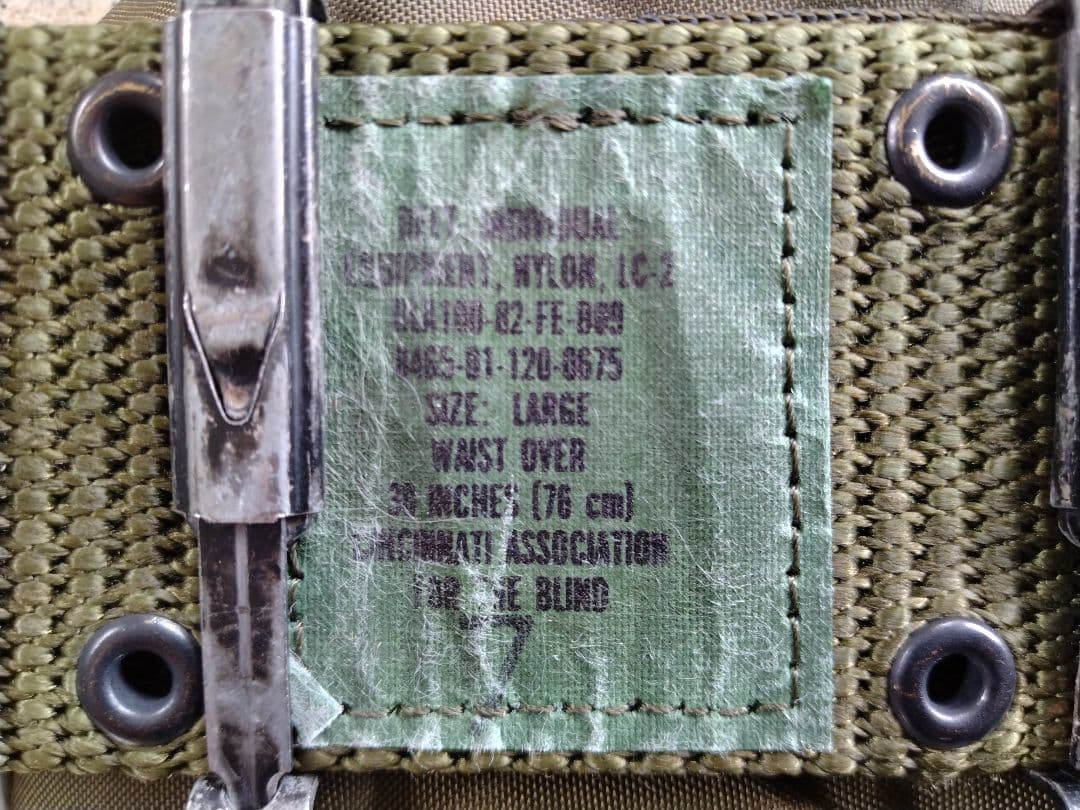 BELT INDIVIDUAL
EQUIPMENT, NYLON, LC-2
DLA100-82-FE-B09
8465-01-120-0675
SIZE: LARGE
WAIST OVER
30 INCHES (76 cm)
CINCINNATI ASSOCIATION
FOR THE BLIND
7